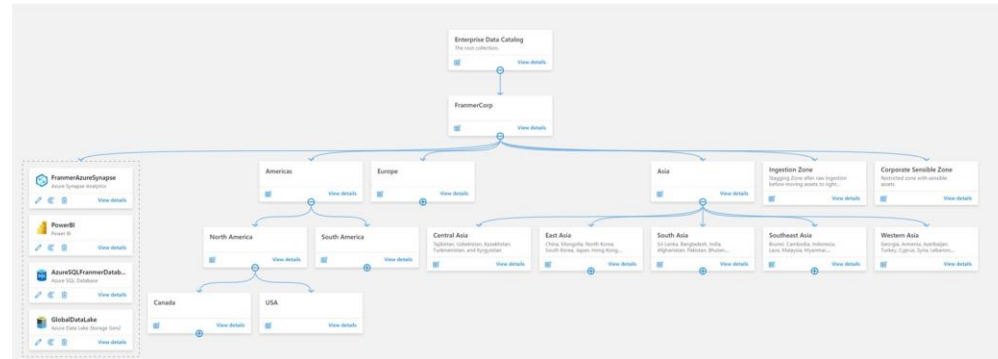 Enterprise Data Catalog
The root collection.
View details
FranmerCorp
View details
FranmerAzureSynapse
Azure Synapse Analytics
View details
PowerBI
Power BI
View details
AzureSQLFranmerDatab...
Azure SQL Database
View details
GlobalDataLake
Azure Data Lake Storage Gen2
View details
Americas
View details
Europe
View details
Asia
View details
Ingestion Zone
Stagging Zone after raw ingestion
before moving assets to right...
View details
Corporate Sensible Zone
Restricted zone with sensible
assets.
View details
North America
View details
South America
View details
Central Asia
Tajikistan, Uzbekistan, Kazakhstan,
Turkmenistan, and Kyrgyzstan
View details
East Asia
China, Mongolia, North Korea
South Korea, Japan, Hong Kong...
View details
South Asia
Sri Lanka, Bangladesh, India,
Afghanistan, Pakistan, Bhutan...
View details
Southeast Asia
Brunei, Cambodia, Indonesia,
Laos, Malaysia, Myanmar...
View details
Western Asia
Georgia, Armenia, Azerbaijan,
Turkey, Cyprus, Syria, Lebanon...
View details
Canada
View details
USA
View details